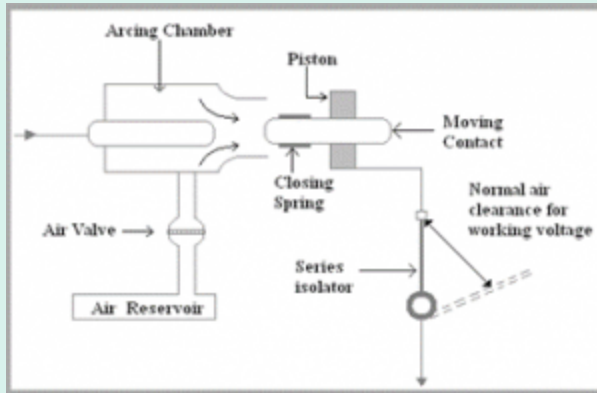 Arcing Chamber
Piston
Moving
Contact
Closing
Spring
Normal air
clearance for
working voltage
Air Valve
Series
isolator
Air Reservoir